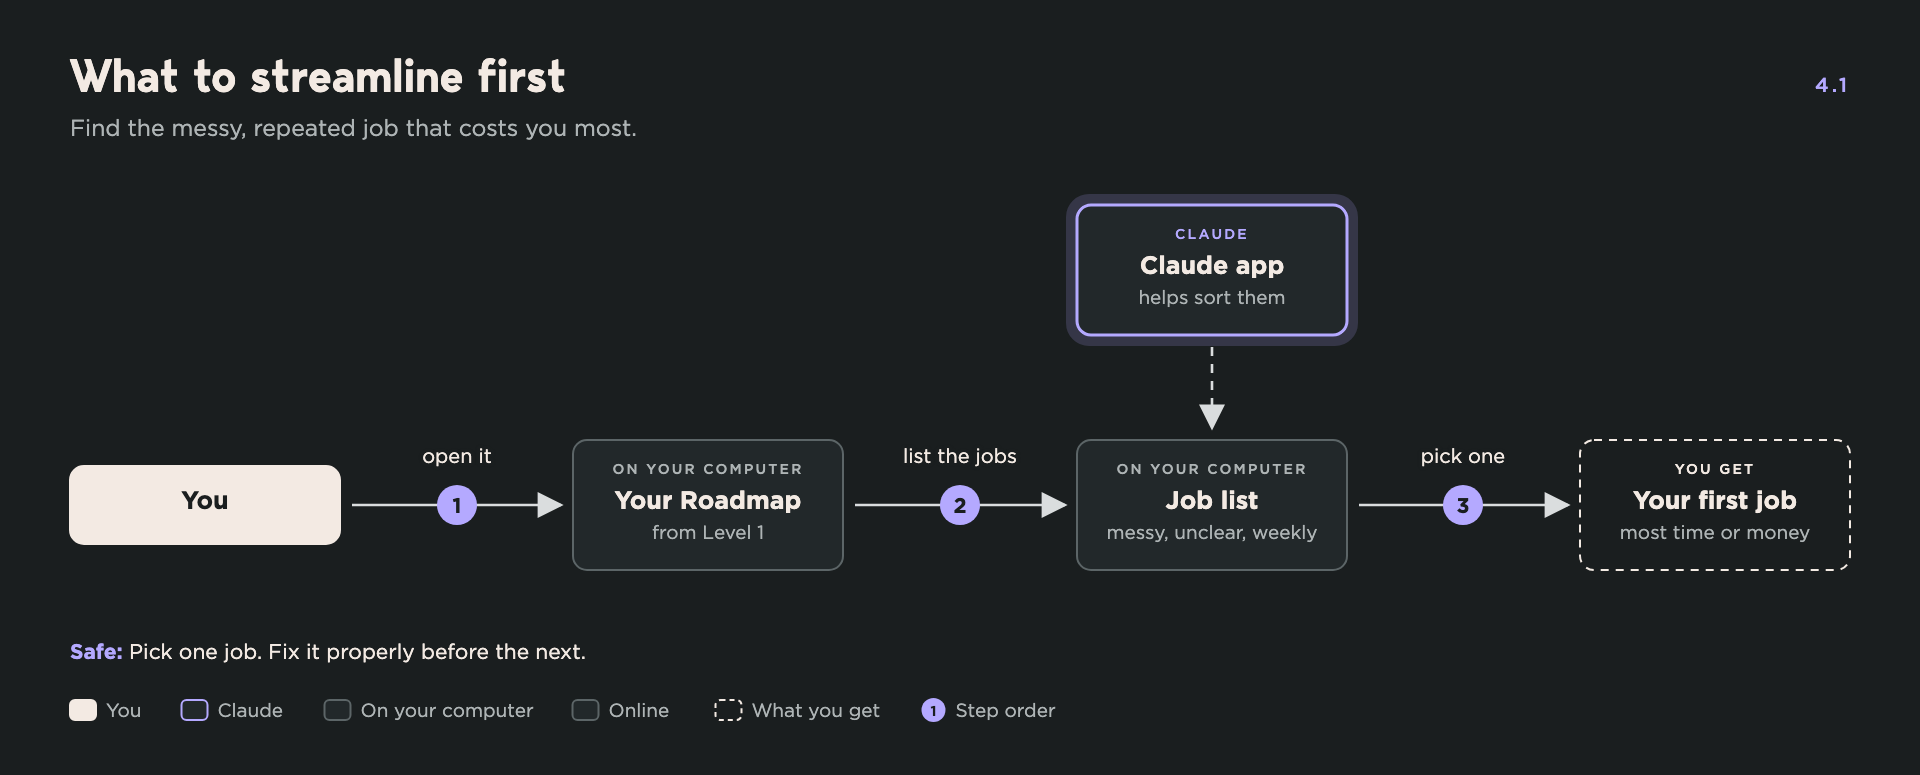 What to streamline first
4.1
Find the messy, repeated job that costs you most.
CLAUDE
Claude app
helps sort them
You
open it
1
ON YOUR COMPUTER
Your Roadmap
from Level 1
list the jobs
2
ON YOUR COMPUTER
Job list
messy, unclear, weekly
pick one
3
YOU GET
Your first job
most time or money
Safe: Pick one job. Fix it properly before the next.
You
Claude
On your computer
Online
What you get
1
Step order